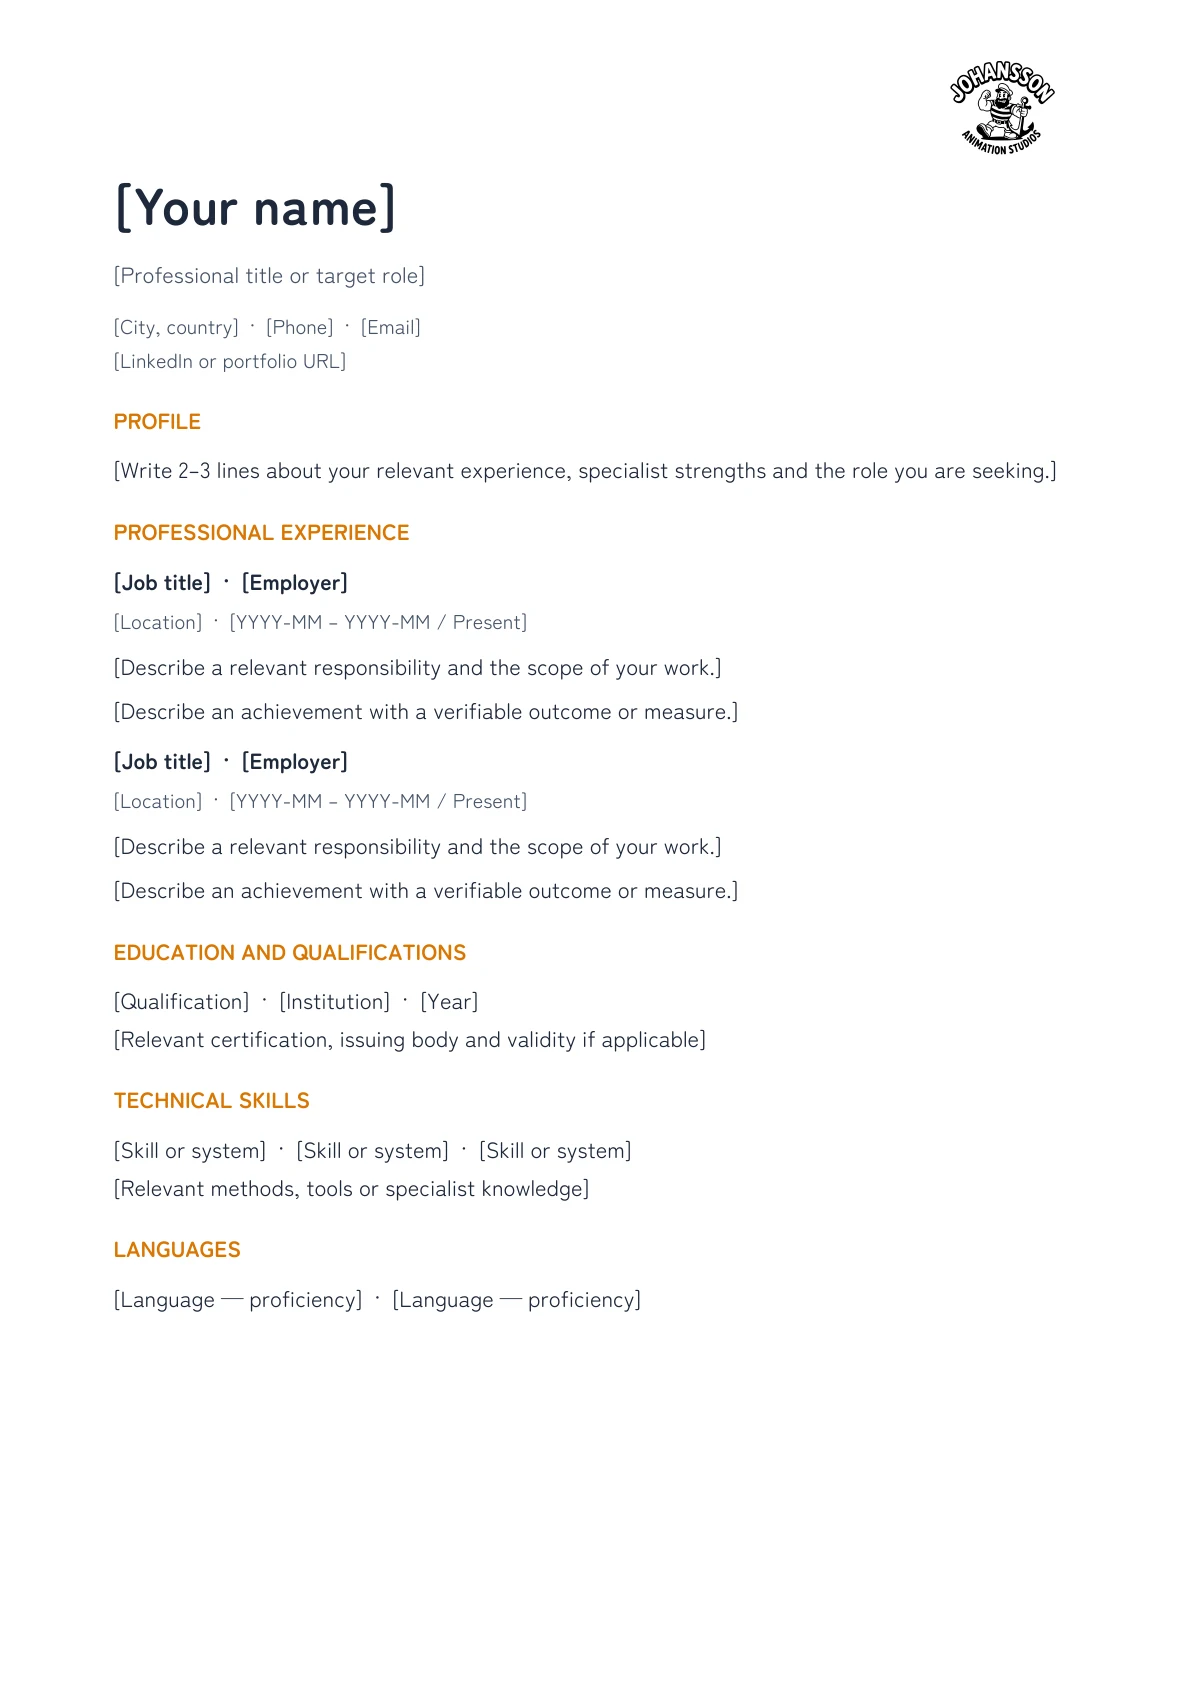 JOHANSSON
ANIMATION STUDIOS
[Your name]
[Professional title or target role]
[City, country] · [Phone] · [Email]
[LinkedIn or portfolio URL]
PROFILE
[Write 2–3 lines about your relevant experience, specialist strengths and the role you are seeking.]
PROFESSIONAL EXPERIENCE
[Job title] · [Employer]
[Location] · [YYYY-MM – YYYY-MM / Present]
[Describe a relevant responsibility and the scope of your work.]
[Describe an achievement with a verifiable outcome or measure.]
[Job title] · [Employer]
[Location] · [YYYY-MM – YYYY-MM / Present]
[Describe a relevant responsibility and the scope of your work.]
[Describe an achievement with a verifiable outcome or measure.]
EDUCATION AND QUALIFICATIONS
[Qualification] · [Institution] · [Year]
[Relevant certification, issuing body and validity if applicable]
TECHNICAL SKILLS
[Skill or system] · [Skill or system] · [Skill or system]
[Relevant methods, tools or specialist knowledge]
LANGUAGES
[Language — proficiency] · [Language — proficiency]